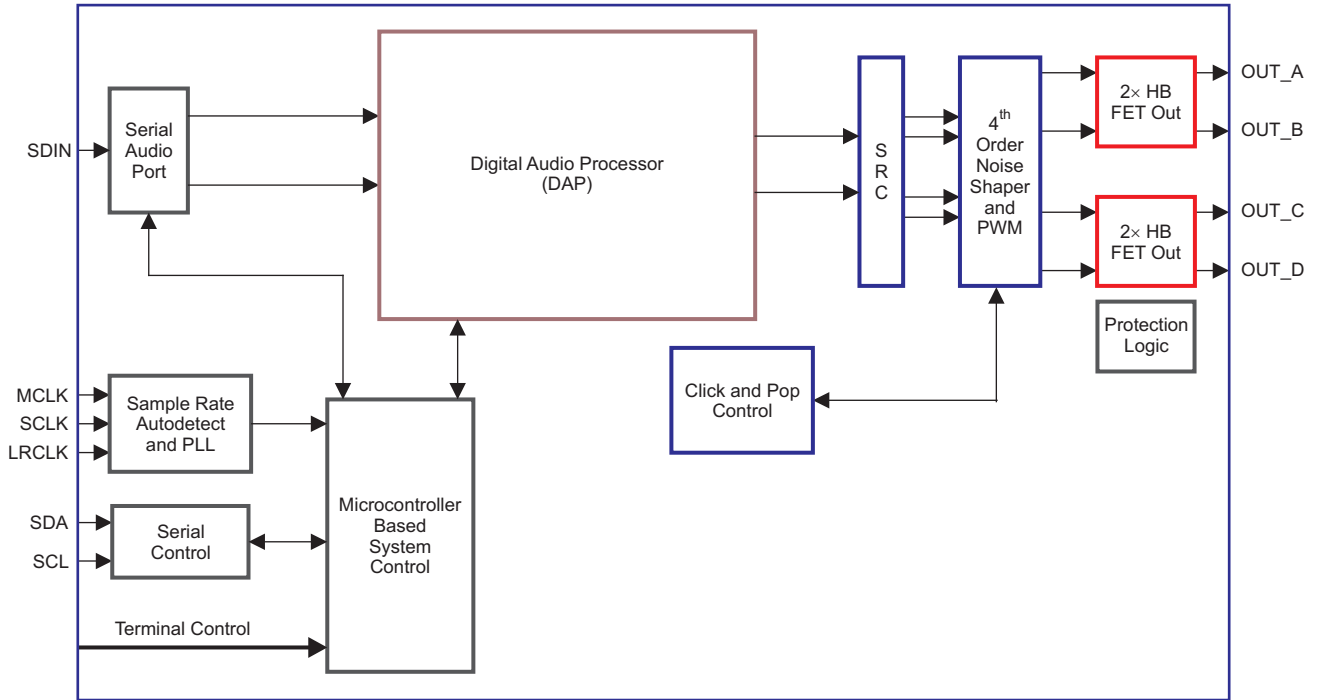 SDIN
Serial
Audio
Port
Digital Audio Processor
(DAP)
S
R
C
4th
Order
Noise
Shaper
and
PWM
2× HB
FET Out
OUT_A
OUT_B
2× HB
FET Out
OUT_C
OUT_D
Protection
Logic
Click and Pop
Control
MCLK
SCLK
LRCLK
Sample Rate
Autodetect
and PLL
SDA
SCL
Serial
Control
Microcontroller
Based
System
Control
Terminal Control